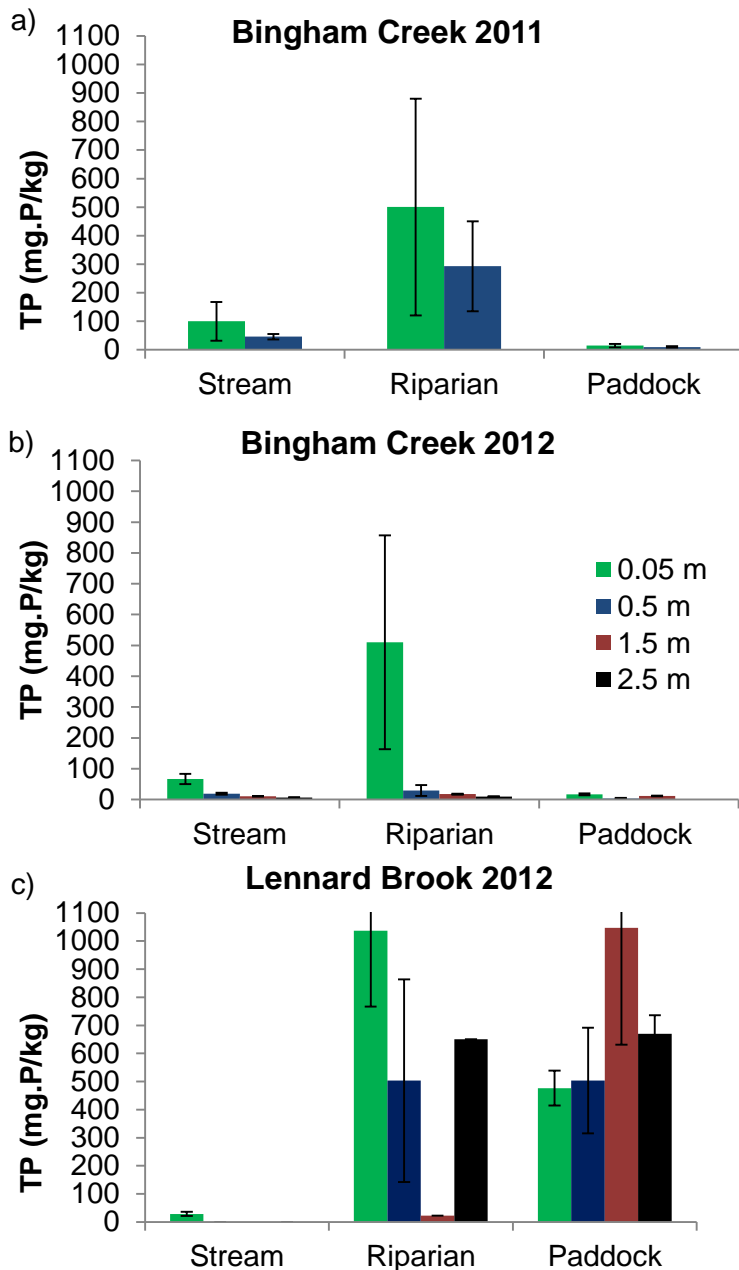 a)
Bingham Creek 2011
TP (mg.P/kg)
1100
1000
900
800
700
600
500
400
300
200
100
0
Stream Riparian Paddock
b)
Bingham Creek 2012
TP (mg.P/kg)
1100
1000
900
800
700
600
500
400
300
200
100
0
0.05 m
0.5 m
1.5 m
2.5 m
Stream Riparian Paddock
c)
Lennard Brook 2012
TP (mg.P/kg)
1100
1000
900
800
700
600
500
400
300
200
100
0
Stream Riparian Paddock